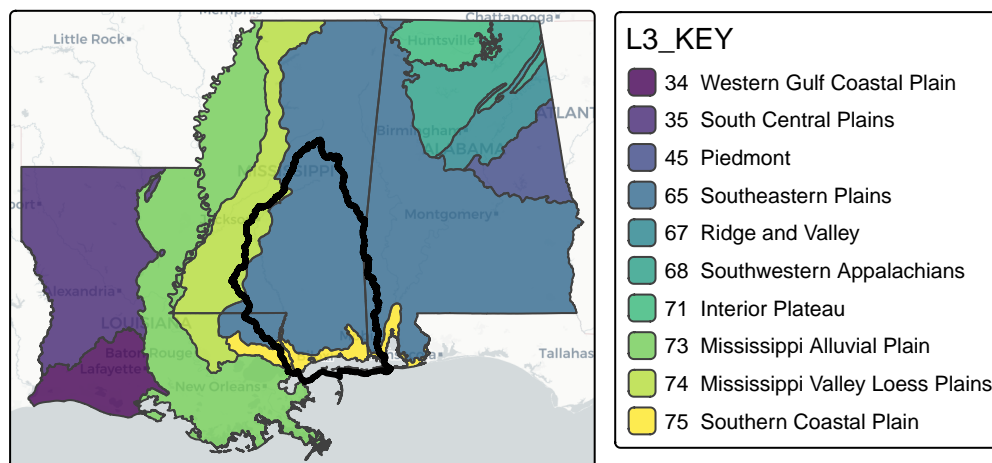 Chattanooga
Little Rock
Huntsville
ATLANT
Birmingham
ALABAMA
MISSISSIPPI
port
Jackson
Montgomery
Alexandria
LOUISIANA
Baton Rouge
Tallahas
Lafayette
New Orleans
L3_KEY
34 Western Gulf Coastal Plain
35 South Central Plains
45 Piedmont
65 Southeastern Plains
67 Ridge and Valley
68 Southwestern Appalachians
71 Interior Plateau
73 Mississippi Alluvial Plain
74 Mississippi Valley Loess Plains
75 Southern Coastal Plain